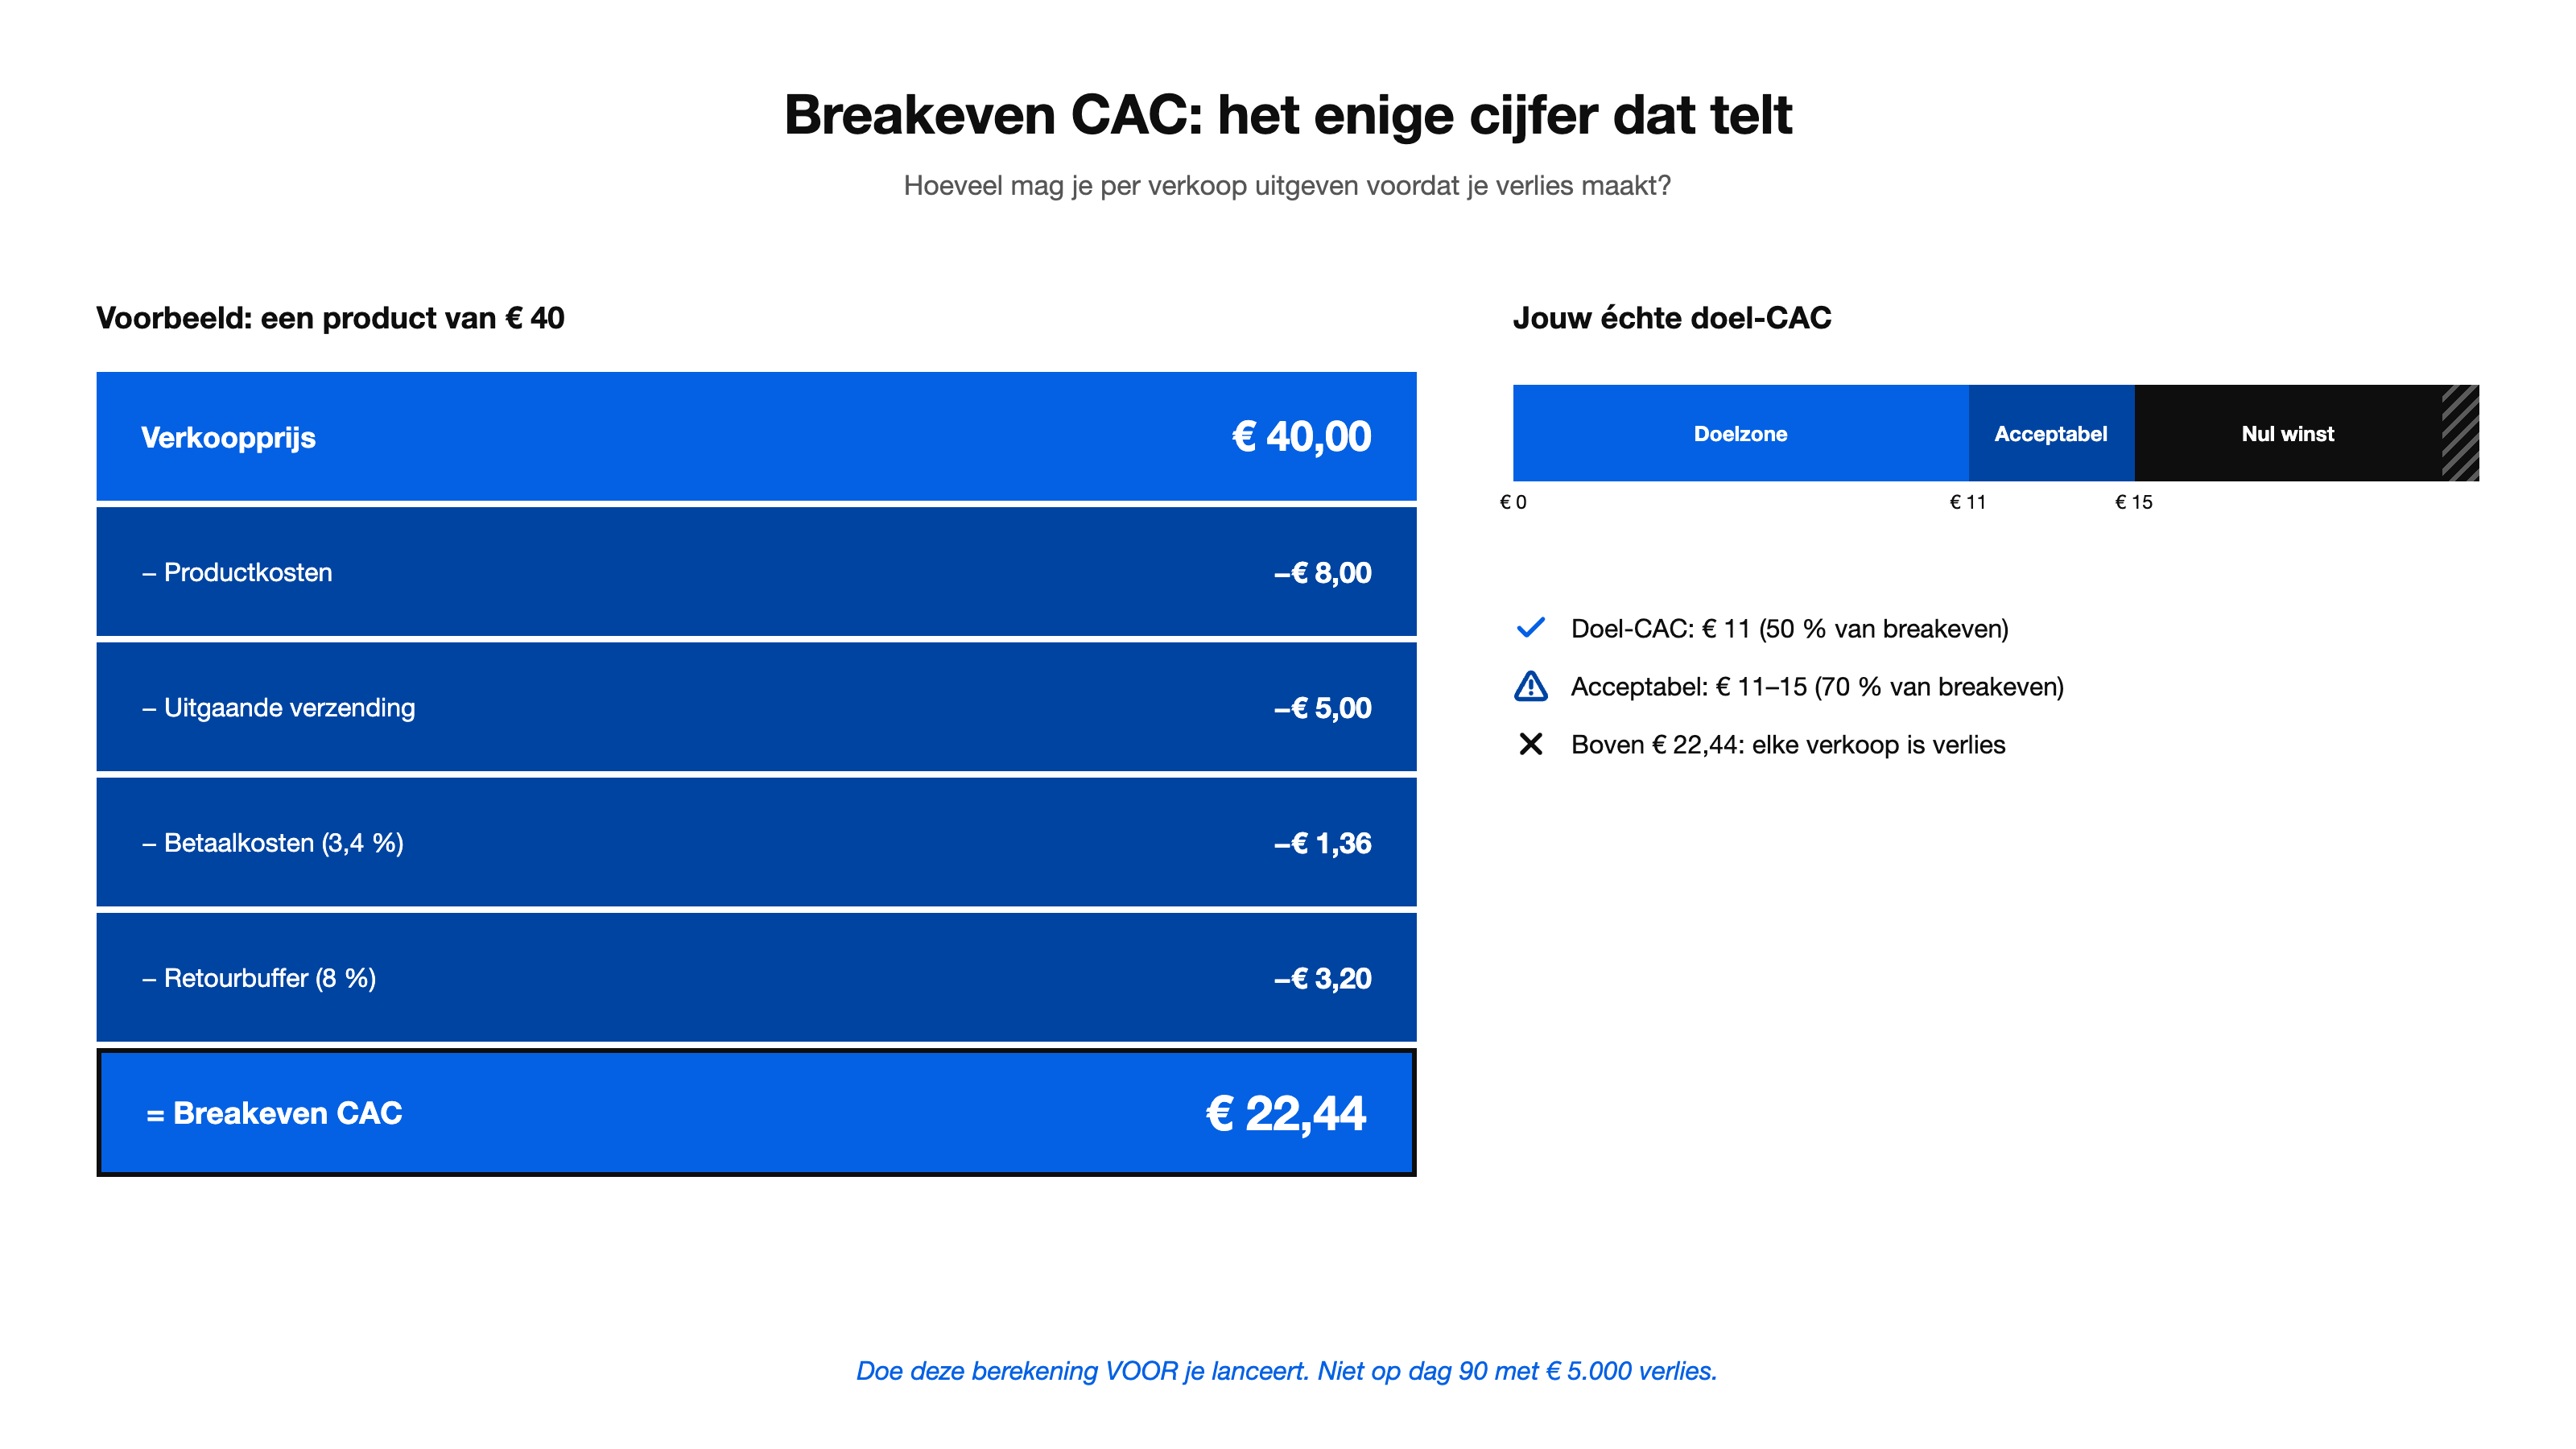 Breakeven CAC: het enige cijfer dat telt
Hoeveel mag je per verkoop uitgeven voordat je verlies maakt?
Voorbeeld: een product van € 40
Verkoopprijs € 40,00
– Productkosten –€ 8,00
– Uitgaande verzending –€ 5,00
– Betaalkosten (3,4 %) –€ 1,36
– Retourbuffer (8 %) –€ 3,20
= Breakeven CAC € 22,44
Jouw échte doel-CAC
Doelzone Acceptabel Nul winst
€ 0 € 11 € 15
Doel-CAC: € 11 (50 % van breakeven)
Acceptabel: € 11–15 (70 % van breakeven)
Boven € 22,44: elke verkoop is verlies
Doe deze berekening VOOR je lanceert. Niet op dag 90 met € 5.000 verlies.